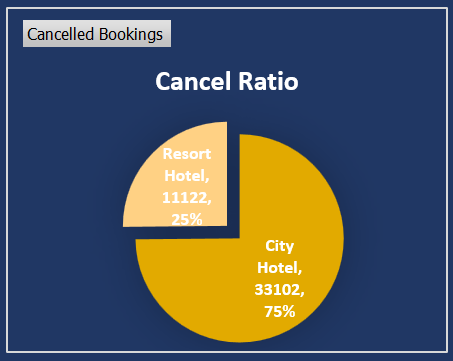 Cancelled Bookings
Cancel Ratio
Resort
Hotel,
11122,
25%
City
Hotel,
33102,
75%